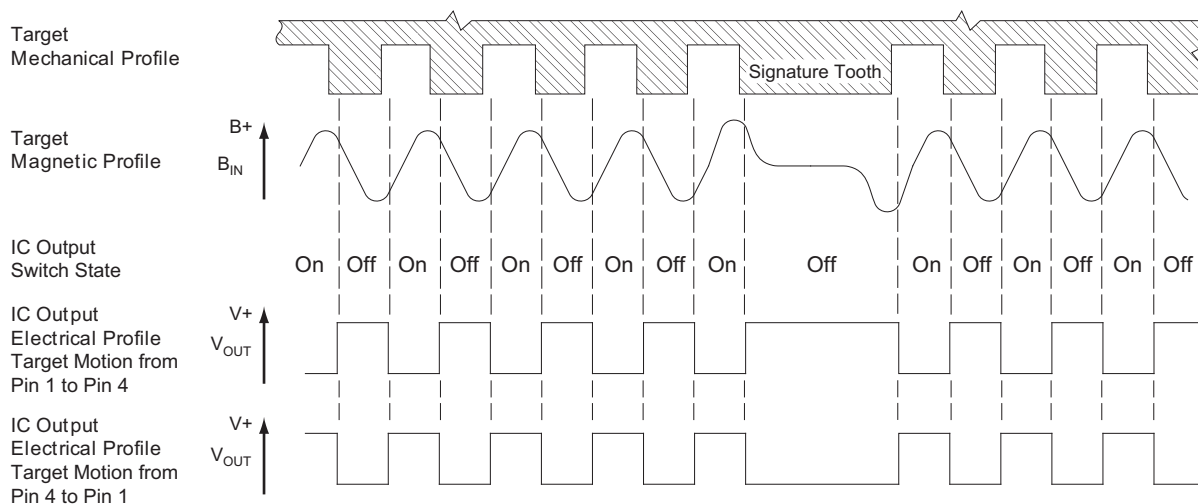 Target
Mechanical Profile
Signature Tooth
Target
Magnetic Profile
B+
BIN
IC Output
Switch State
On Off On Off On Off On Off On Off On Off On Off On Off
IC Output
Electrical Profile
Target Motion from
Pin 1 to Pin 4
V+
VOUT
IC Output
Electrical Profile
Target Motion from
Pin 4 to Pin 1
V+
VOUT